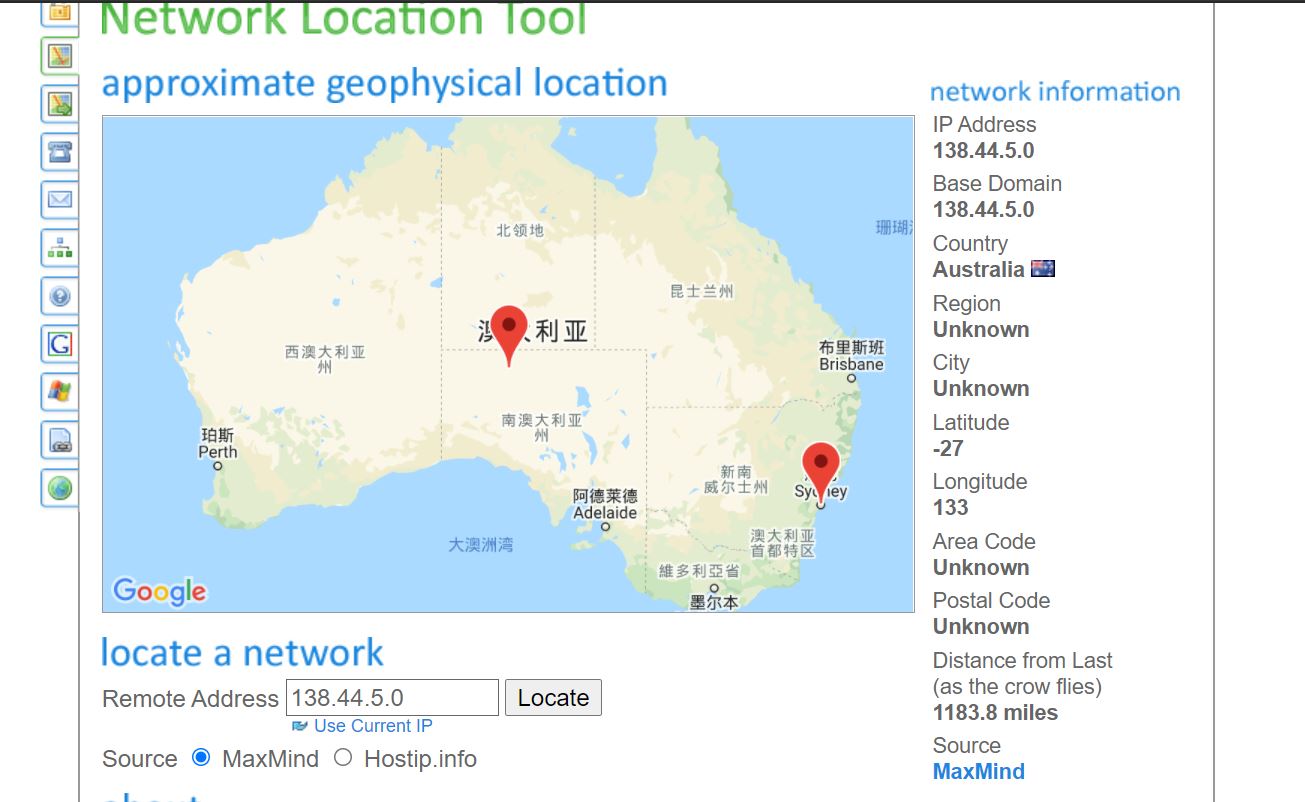 Network Location Tool
approximate geophysical location
北领地
珊瑚
昆士兰州
利亚
西澳大利亚
州
布里斯班
Brisbane
南澳大利亚
州
珀斯
Perth
新南
威尔士州
Sydney
阿德莱德
Adelaide
大澳洲湾
澳大利亚
首都特区
維多利亞省
墨尔本
Google
network information
IP Address
138.44.5.0
Base Domain
138.44.5.0
Country
Australia
Region
Unknown
City
Unknown
Latitude
-27
Longitude
133
Area Code
Unknown
Postal Code
Unknown
Distance from Last
(as the crow flies)
1183.8 miles
Source
MaxMind
locate a network
Remote Address 138.44.5.0 Locate
Use Current IP
Source MaxMind Hostip.info
about